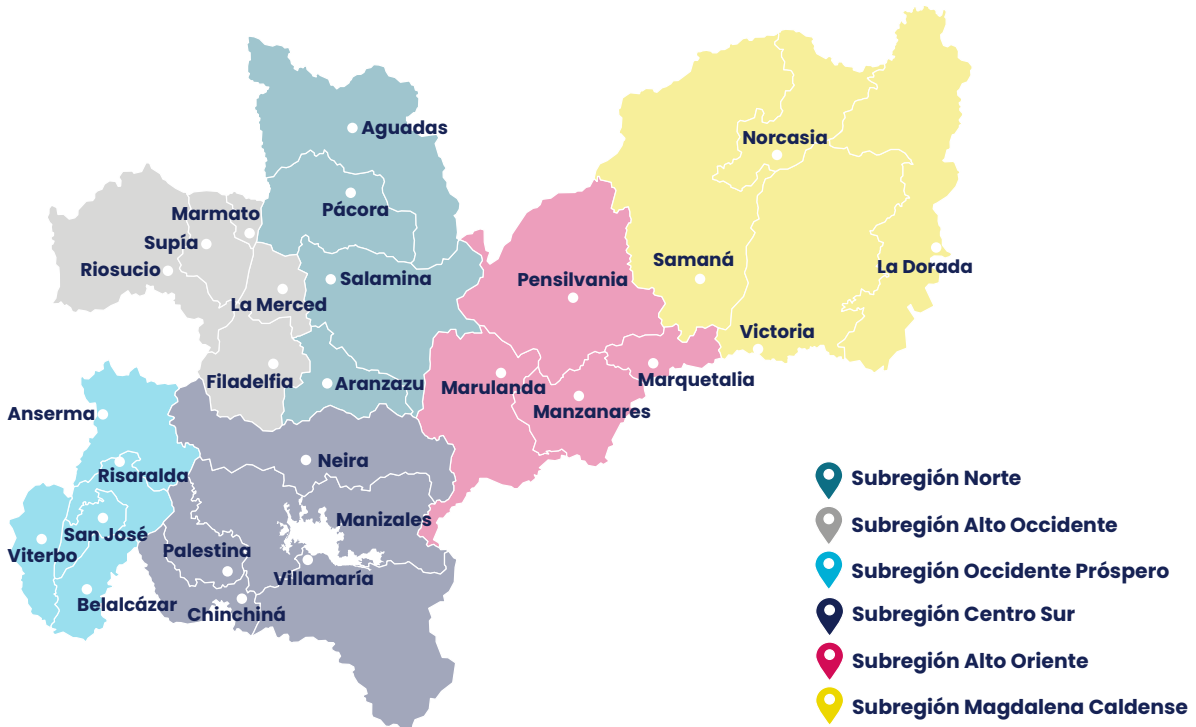 Aguadas
Norcasia
Pácora
Marmato
Supía
Riosucio
La Merced
Salamina
Pensilvania
Samaná
La Dorada
Victoria
Filadelfia
Aranzazu
Marulanda
Marquetalia
Manzanares
Anserma
Neira
Risaralda
Manizales
San José
Viterbo
Palestina
Villamaría
Belalcázar
Chinchiná
Subregión Norte
Subregión Alto Occidente
Subregión Occidente Próspero
Subregión Centro Sur
Subregión Alto Oriente
Subregión Magdalena Caldense